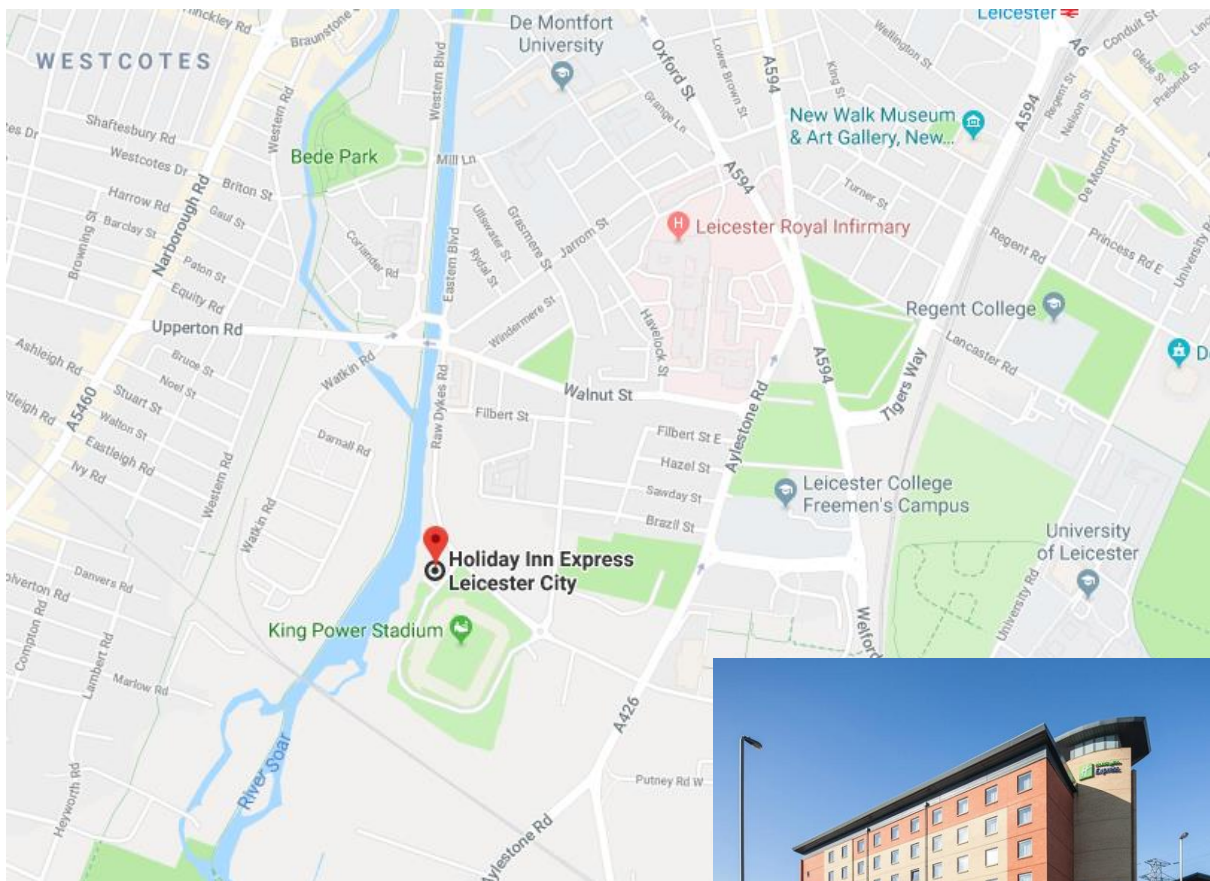 Hinckley Rd
Braunstone
WESTCOTES
De Montfort
University
Leicester
Conduit St
A6
Glebe St
Prebend St
Western Blvd
Oxford St
Lower Brown St
A594
King St
Wellington St
Regent St
Nelson St
A594
Grange Ln
New Walk Museum
& Art Gallery, New...
De Montfort St
Shaftesbury Rd
Western Rd
Westcotes Dr
Bede Park
Mill Ln
Briton St
A594
Turner St
Harrow Rd
Gaul St
Barclay St
Browning St
Narborough Rd
Ullswater St
Grasmere St
Rydal St
Jarrom St
Leicester Royal Infirmary
Regent Rd
Princess Rd E
University Rd
Coriander Rd
Eastern Blvd
Paton St
Equity Rd
Upperton Rd
Windermere St
Havelock St
Regent College
Lancaster Rd
Ashleigh Rd
Bruce St
Noel St
Watkin Rd
Raw Dykes Rd
Walnut St
A594
Tigers Way
Stuart St
A5460
Walton St
Eastleigh Rd
Ivy Rd
Western Rd
Darnall Rd
Filbert St
Filbert St E
Aylestone Rd
Hazel St
Sawday St
Brazil St
Leicester College
Freemen's Campus
Watkin Rd
University
of Leicester
Holiday Inn Express
Leicester City
Danvers Rd
Compton Rd
King Power Stadium
University Rd
Welford
Lambert Rd
Marlow Rd
A426
River Soar
Putney Rd W
Heyworth Rd
Aylestone Rd
Express